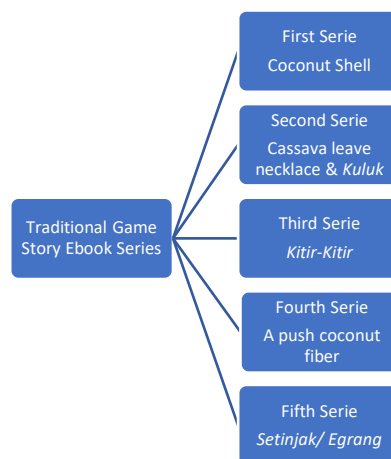 First Serie
Coconut Shell
Second Serie
Cassava leave
necklace & Kuluk
Traditional Game
Story Ebook Series
Third Serie
Kitir-Kitir
Fourth Serie
A push coconut
fiber
Fifth Serie
Setinjak/ Egrang